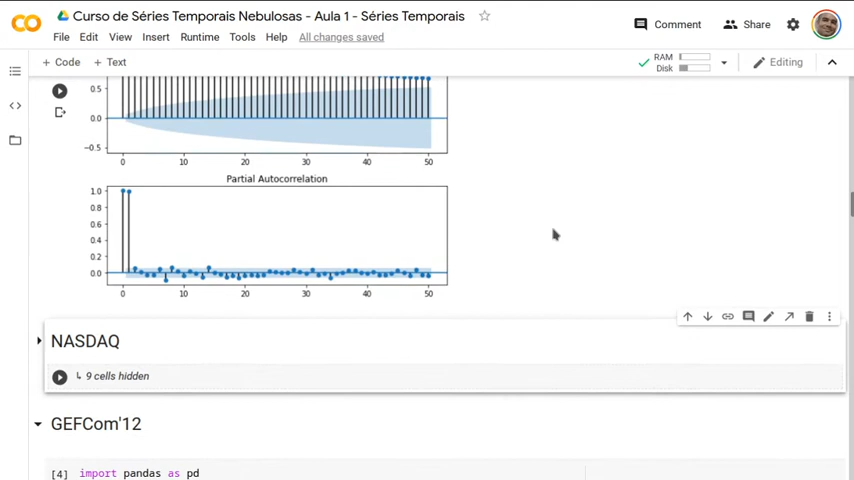 Curso de Séries Temporais Nebulosas - Aula 1 - Séries Temporais
Comment
Share
File Edit View Insert Runtime Tools Help All changes saved
+ Code + Text
RAM
Disk
Editing
0.5
0.0
−0.5
0 10 20 30 40 50
Partial Autocorrelation
1.0
0.8
0.6
0.4
0.2
0.0
0 10 20 30 40 50
NASDAQ
9 cells hidden
GEFCom'12
[4] import pandas as pd